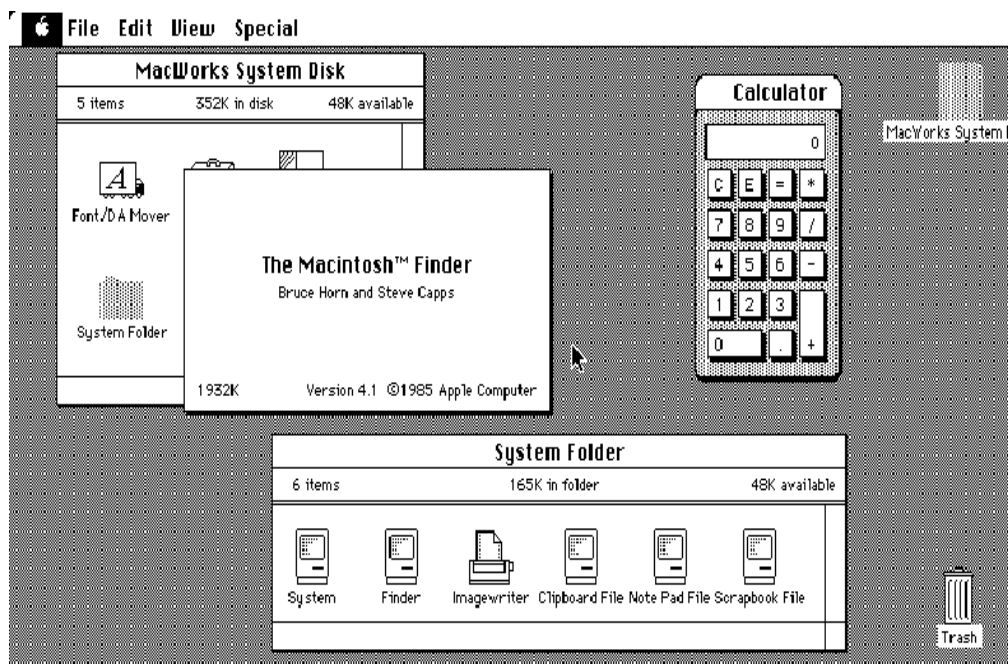 File Edit View Special
MacWorks System Disk
5 items 352K in disk 48K available
Font/DA Mover
System Folder
The Macintosh™ Finder
Bruce Horn and Steve Capps
1932K Version 4.1 ©1985 Apple Computer
Calculator
0
C E = *
7 8 9 /
4 5 6 -
1 2 3
0 . +
MacWorks System
System Folder
6 items 165K in folder 48K available
System Finder Imagewriter Clipboard File Note Pad File Scrapbook File
Trash